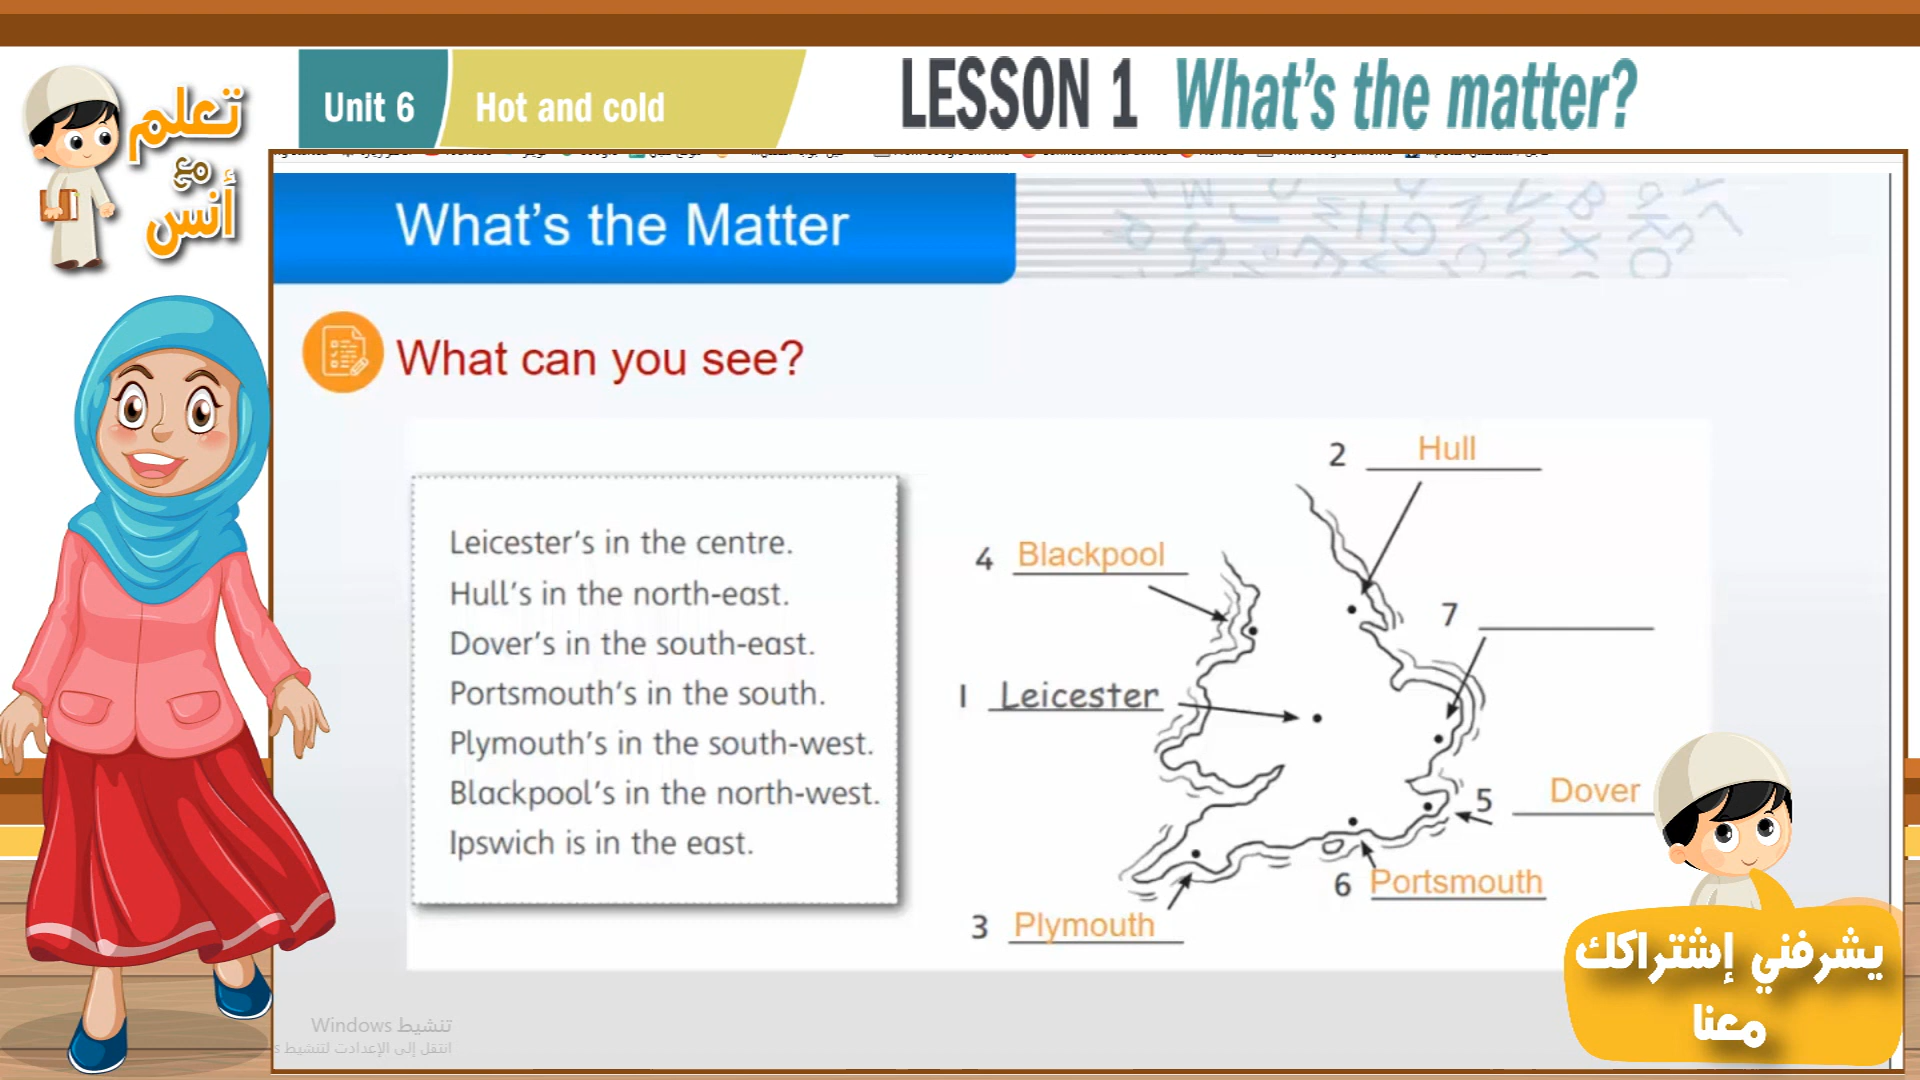 تعلم
مع
أنس
Unit 6
Hot and cold
LESSON 1 What's the matter?
What's the Matter
What can you see?
Leicester's in the centre.
Hull's in the north-east.
Dover's in the south-east.
Portsmouth's in the south.
Plymouth's in the south-west.
Blackpool's in the north-west.
Ipswich is in the east.
2 Hull
4 Blackpool
7
1 Leicester
5 Dover
6 Portsmouth
3 Plymouth
تنشيط Windows
انتقل إلى الإعدادت لتنشيط
يشرفني إشتراكك
معنا